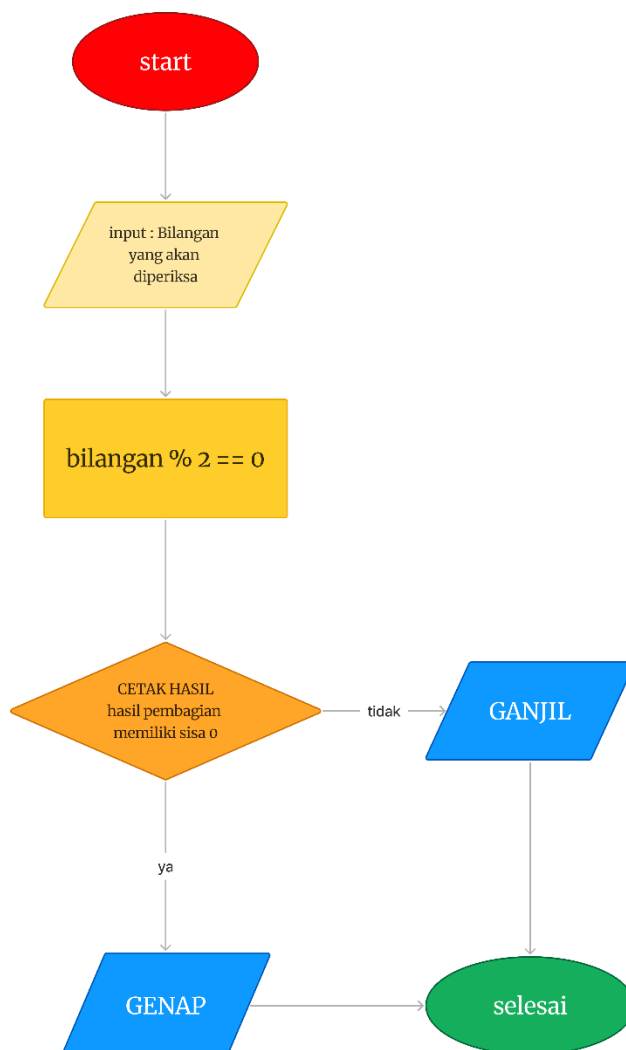 start
input : Bilangan
yang akan
diperiksa
bilangan % 2 == 0
CETAK HASIL
hasil pembagian
memiliki sisa 0
tidak
GANJIL
ya
GENAP
selesai